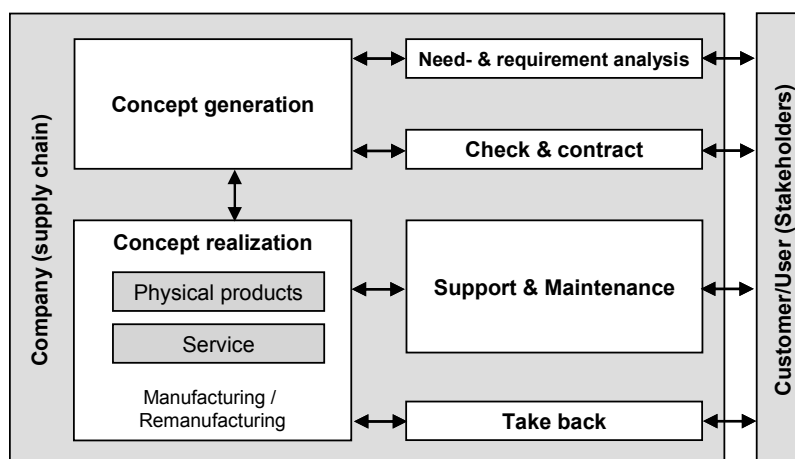 Company (supply chain)
Concept generation
Need- & requirement analysis
Check & contract
Concept realization
Physical products
Service
Manufacturing /
Remanufacturing
Support & Maintenance
Take back
Customer/User (Stakeholders)